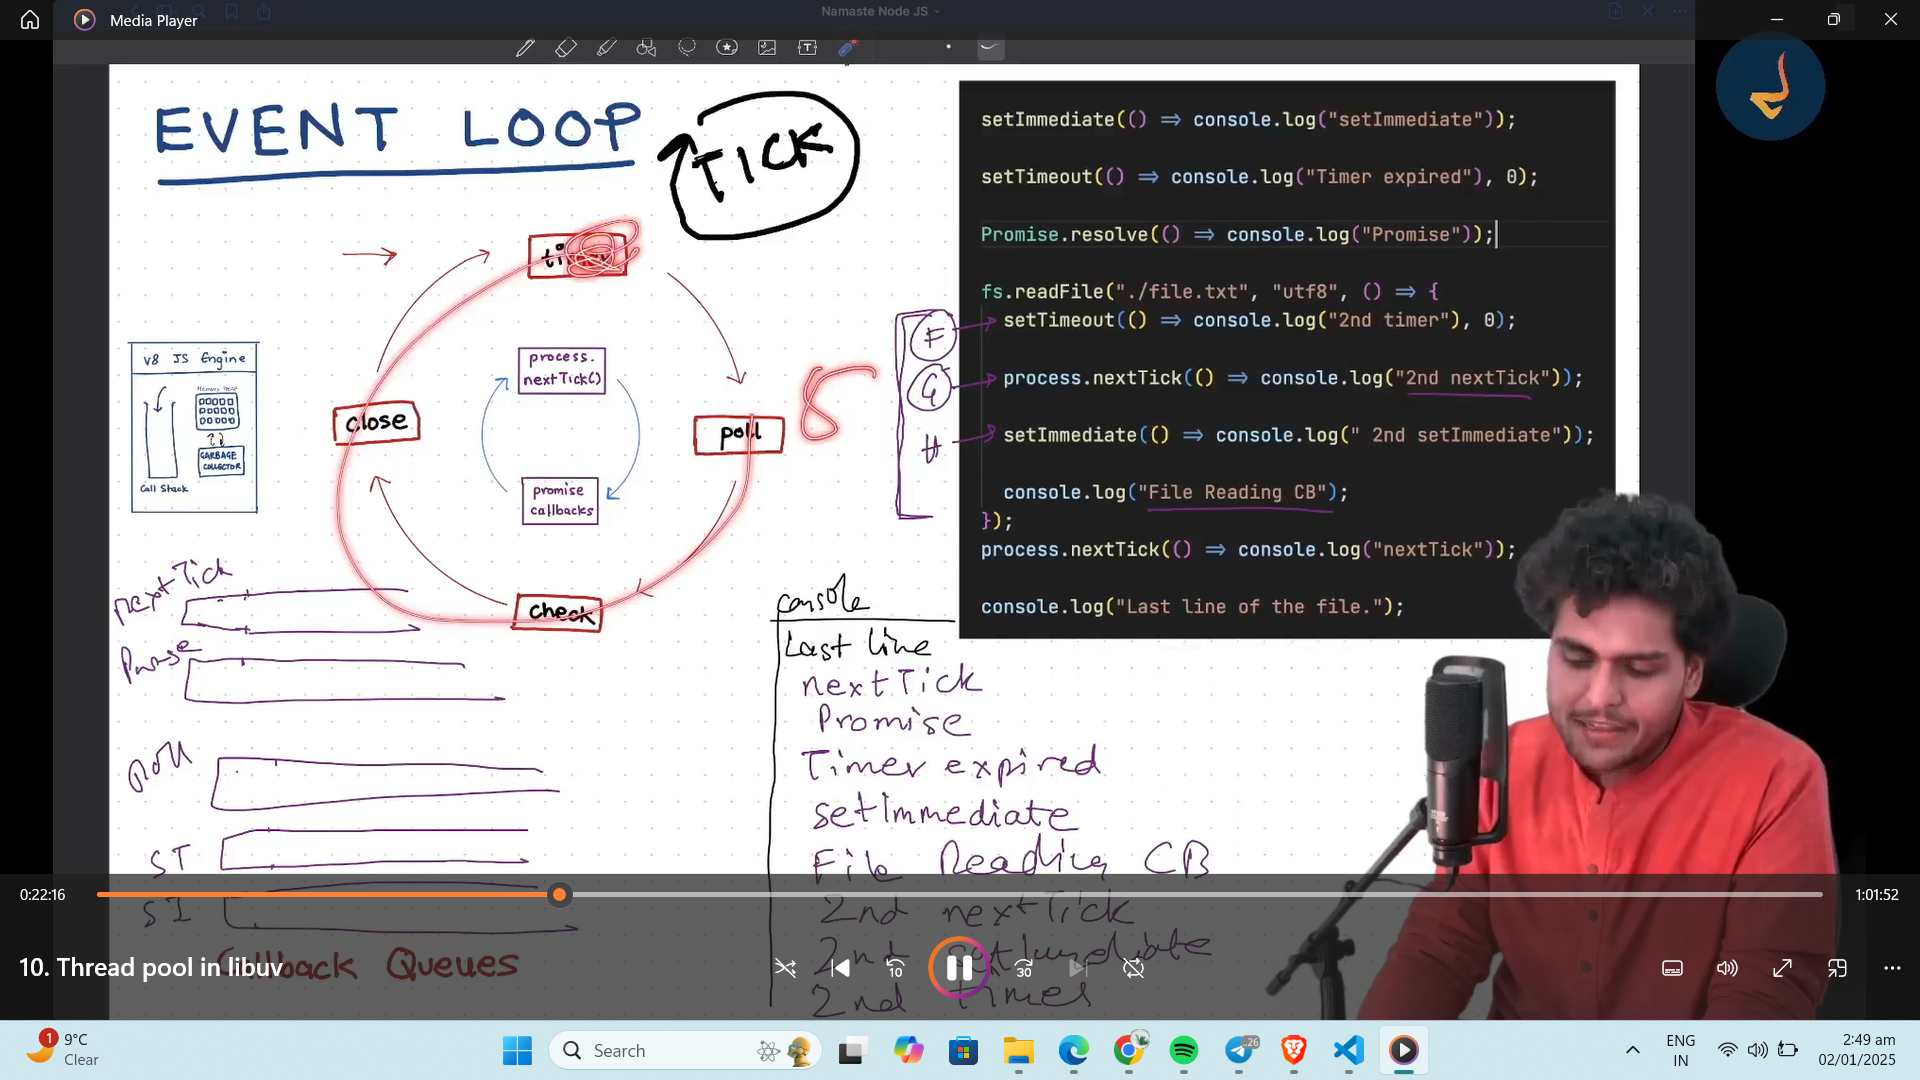 Namaste Node JS
Media Player
EVENT LOOP
TICK
setImmediate(() => console.log("setImmediate"));
setTimeout(() => console.log("Timer expired"), 0);
Promise.resolve(() => console.log("Promise"));
fs.readFile("./file.txt", "utf8", () => {
setTimeout(() => console.log("2nd timer"), 0);
process.nextTick(() => console.log("2nd nextTick"));
setImmediate(() => console.log(" 2nd setImmediate"));
console.log("File Reading CB");
});
process.nextTick(() => console.log("nextTick"));
console.log("Last line of the file.");
F
G
H
process.
nextTick()
close
poll
promise
callbacks
check
V8 JS Engine
Memory Heap
GARBAGE
COLLECTOR
Call Stack
nextTick
Promise
poll
ST
SI
Callback Queues
console
Last line
nextTick
Promise
Timer expired
setImmediate
File Reading CB
2nd nextTick
2nd setImmediate
2nd timer
0:22:16
1:01:52
10. Thread pool in libuv
10
30
1
9°C
Clear
Search
.26
ENG
IN
2:49 am
02/01/2025